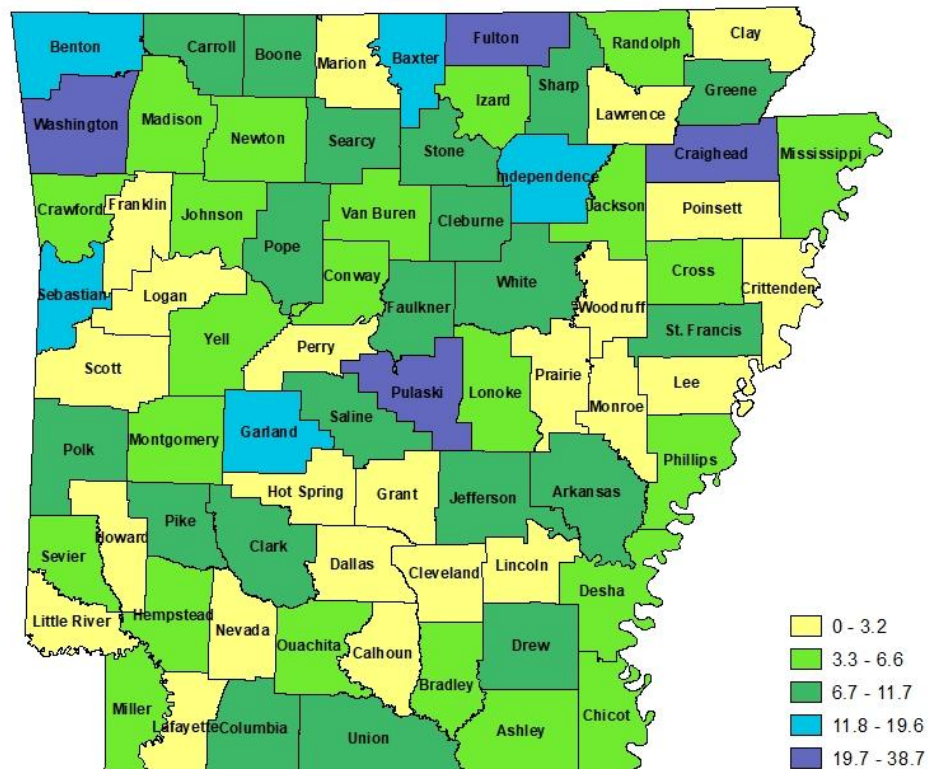 Benton
Carroll
Boone
Marion
Baxter
Fulton
Randolph
Clay
Sharp
Izard
Greene
Lawrence
Washington
Madison
Newton
Searcy
Stone
Independence
Craighead
Mississippi
Crawford
Franklin
Johnson
Pope
Van Buren
Cleburne
Jackson
Poinsett
Sebastian
Logan
Conway
Faulkner
White
Woodruff
Cross
Crittenden
St. Francis
Scott
Yell
Perry
Pulaski
Lonoke
Prairie
Monroe
Lee
Polk
Montgomery
Garland
Saline
Phillips
Hot Spring
Grant
Jefferson
Arkansas
Sevier
Howard
Pike
Clark
Dallas
Cleveland
Lincoln
Desha
Little River
Hempstead
Nevada
Ouachita
Calhoun
Bradley
Drew
Miller
Lafayette
Columbia
Union
Ashley
Chicot
0 - 3.2
3.3 - 6.6
6.7 - 11.7
11.8 - 19.6
19.7 - 38.7